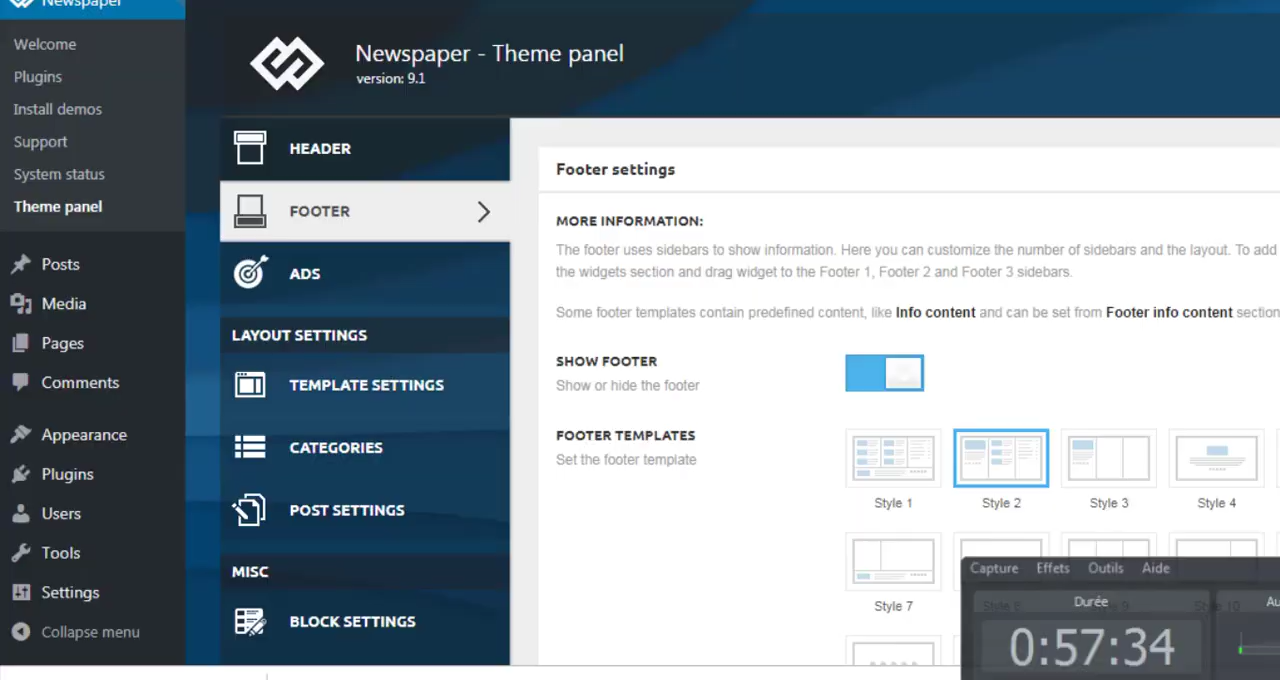 Newspaper
Welcome
Plugins
Install demos
Support
System status
Theme panel
Posts
Media
Pages
Comments
Appearance
Plugins
Users
Tools
Settings
Collapse menu
Newspaper - Theme panel
version: 9.1
HEADER
FOOTER
ADS
LAYOUT SETTINGS
TEMPLATE SETTINGS
CATEGORIES
POST SETTINGS
MISC
BLOCK SETTINGS
Footer settings
MORE INFORMATION:
The footer uses sidebars to show information. Here you can customize the number of sidebars and the layout. To add
the widgets section and drag widget to the Footer 1, Footer 2 and Footer 3 sidebars.
Some footer templates contain predefined content, like Info content and can be set from Footer info content section
SHOW FOOTER
Show or hide the footer
FOOTER TEMPLATES
Set the footer template
Style 1 Style 2 Style 3 Style 4
Style 7
Capture Effets Outils Aide
Durée Au
0:57:34